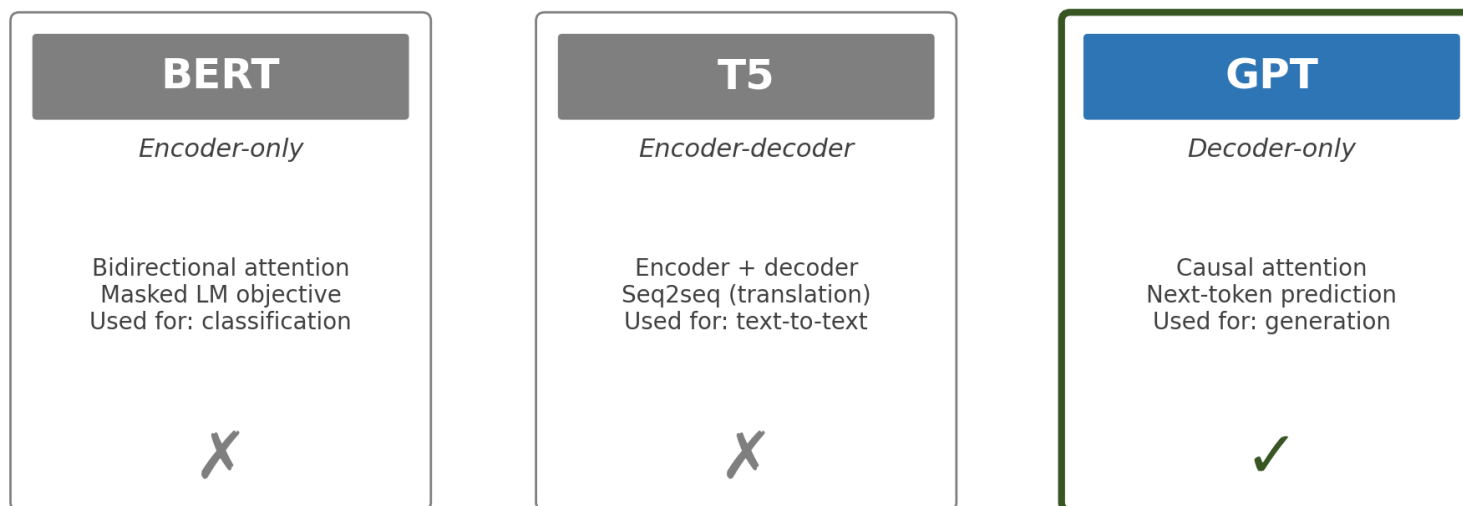 BERT
Encoder-only
Bidirectional attention
Masked LM objective
Used for: classification
✗
T5
Encoder-decoder
Encoder + decoder
Seq2seq (translation)
Used for: text-to-text
✗
GPT
Decoder-only
Causal attention
Next-token prediction
Used for: generation
✓